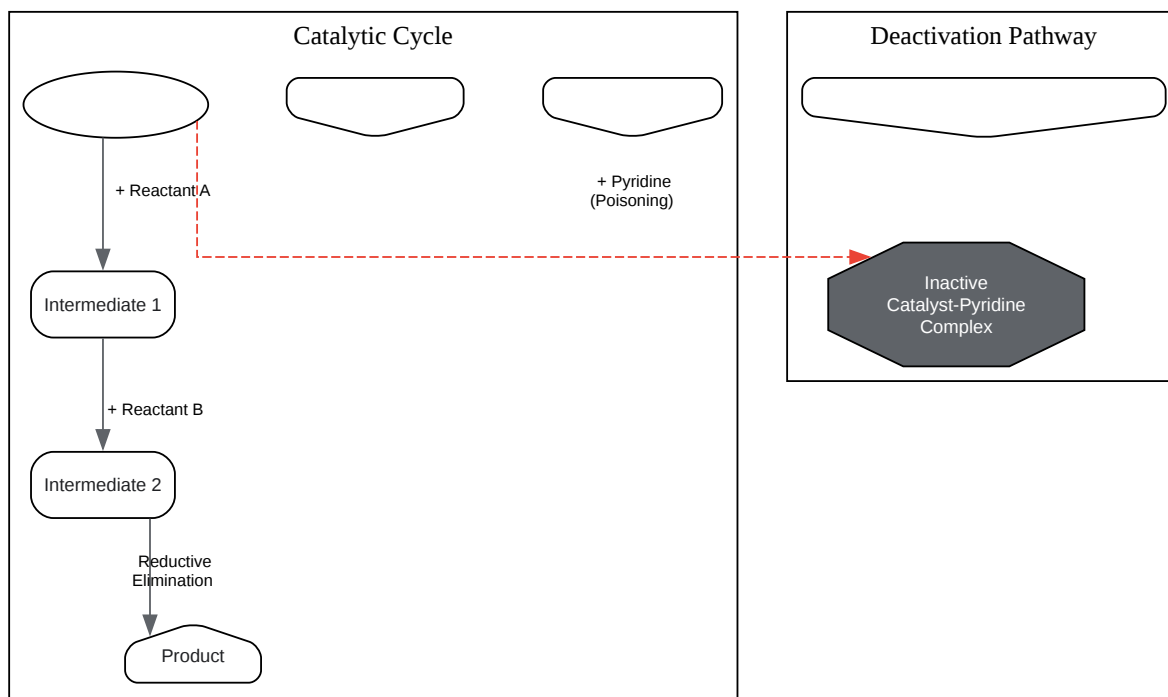 Catalytic Cycle
Deactivation Pathway
+ Reactant A
+ Pyridine
(Poisoning)
Intermediate 1
Inactive
Catalyst-Pyridine
Complex
+ Reactant B
Intermediate 2
Reductive
Elimination
Product